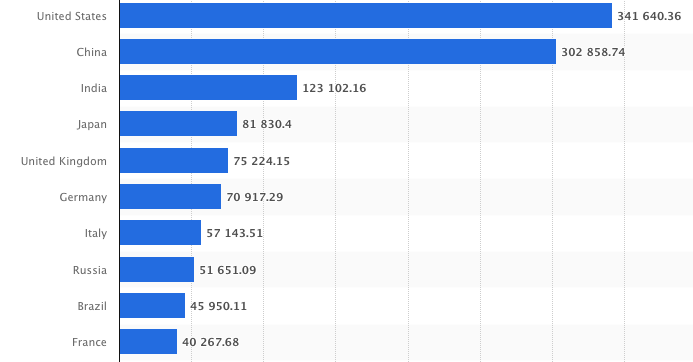 United States 341 640.36
China 302 858.74
India 123 102.16
Japan 81 830.4
United Kingdom 75 224.15
Germany 70 917.29
Italy 57 143.51
Russia 51 651.09
Brazil 45 950.11
France 40 267.68